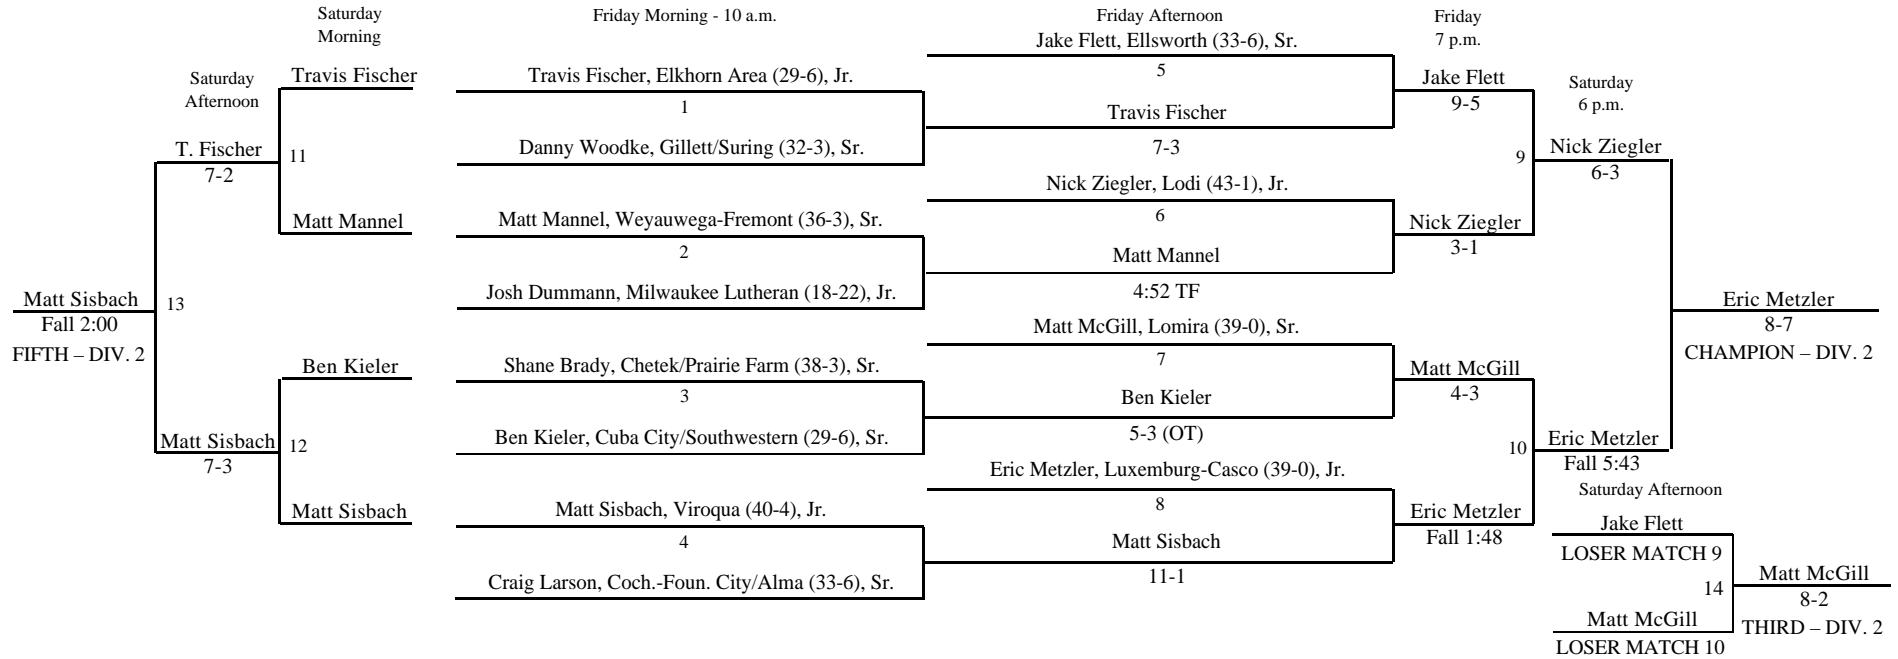 Saturday
Morning
Friday Morning - 10 a.m.
Friday Afternoon
Friday
7 p.m.
Saturday
Afternoon
Saturday
6 p.m.
Travis Fischer
11
Matt Mannel
Ben Kieler
12
Matt Sisbach
T. Fischer
7-2
13
Matt Sisbach
7-3
Matt Sisbach
Fall 2:00
FIFTH – DIV. 2
Travis Fischer, Elkhorn Area (29-6), Jr.
1
Danny Woodke, Gillett/Suring (32-3), Sr.
Matt Mannel, Weyauwega-Fremont (36-3), Sr.
2
Josh Dummann, Milwaukee Lutheran (18-22), Jr.
Shane Brady, Chetek/Prairie Farm (38-3), Sr.
3
Ben Kieler, Cuba City/Southwestern (29-6), Sr.
Matt Sisbach, Viroqua (40-4), Jr.
4
Craig Larson, Coch.-Foun. City/Alma (33-6), Sr.
Jake Flett, Ellsworth (33-6), Sr.
5
Travis Fischer
7-3
Nick Ziegler, Lodi (43-1), Jr.
6
Matt Mannel
4:52 TF
Matt McGill, Lomira (39-0), Sr.
7
Ben Kieler
5-3 (OT)
Eric Metzler, Luxemburg-Casco (39-0), Jr.
8
Matt Sisbach
11-1
Jake Flett
9-5
9
Nick Ziegler
3-1
Matt McGill
4-3
10
Eric Metzler
Fall 1:48
Nick Ziegler
6-3
Eric Metzler
Fall 5:43
Eric Metzler
8-7
CHAMPION – DIV. 2
Saturday Afternoon
Jake Flett
LOSER MATCH 9
14
Matt McGill
LOSER MATCH 10
Matt McGill
8-2
THIRD – DIV. 2